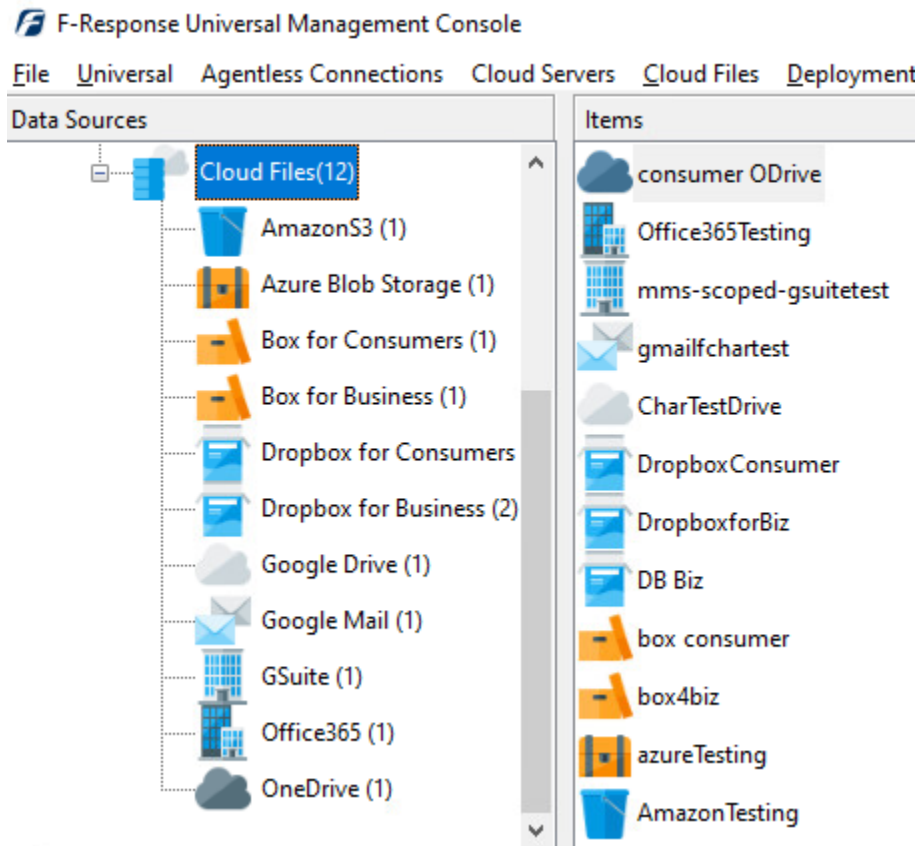 F-Response Universal Management Console
File Universal Agentless Connections Cloud Servers Cloud Files Deployment
Data Sources
Cloud Files(12)
AmazonS3 (1)
Azure Blob Storage (1)
Box for Consumers (1)
Box for Business (1)
Dropbox for Consumers
Dropbox for Business (2)
Google Drive (1)
Google Mail (1)
GSuite (1)
Office365 (1)
OneDrive (1)
Items
consumer ODrive
Office365Testing
mms-scoped-gsuitetest
gmailfchartest
CharTestDrive
DropboxConsumer
DropboxforBiz
DB Biz
box consumer
box4biz
azureTesting
AmazonTesting